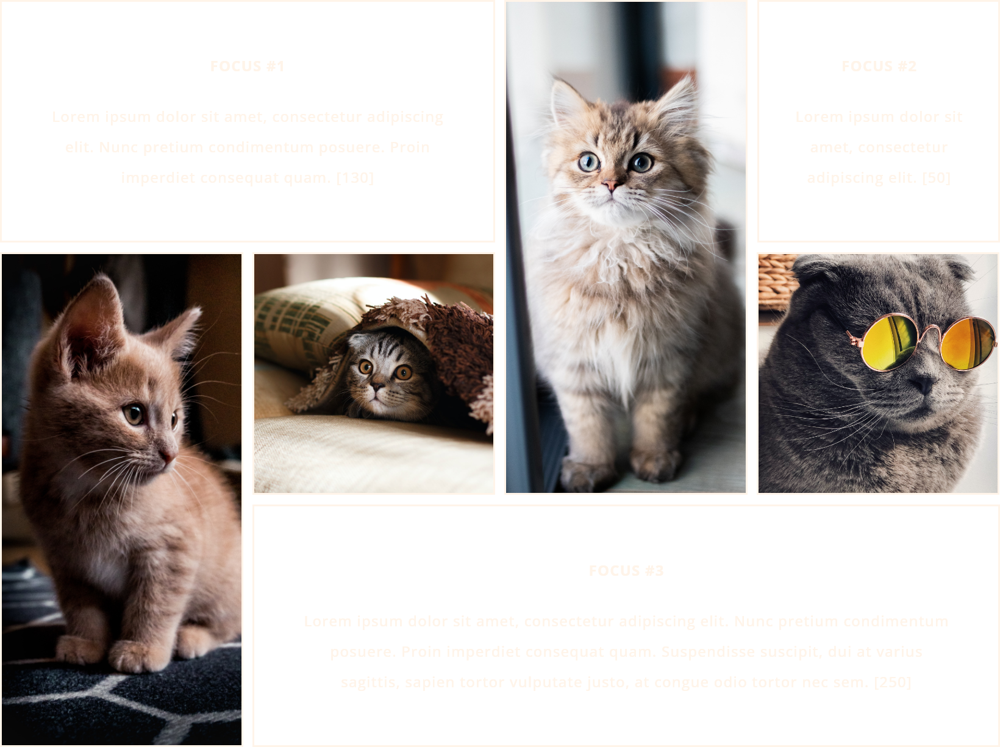 FOCUS #1
Lorem ipsum dolor sit amet, consectetur adipiscing
elit. Nunc pretium condimentum posuere. Proin
imperdiet consequat quam. [130]
FOCUS #2
Lorem ipsum dolor sit
amet, consectetur
adipiscing elit. [50]
FOCUS #3
Lorem ipsum dolor sit amet, consectetur adipiscing elit. Nunc pretium condimentum
posuere. Proin imperdiet consequat quam. Suspendisse suscipit, dui at varius
sagittis, sapien tortor vulputate justo, at congue odio tortor nec sem. [250]